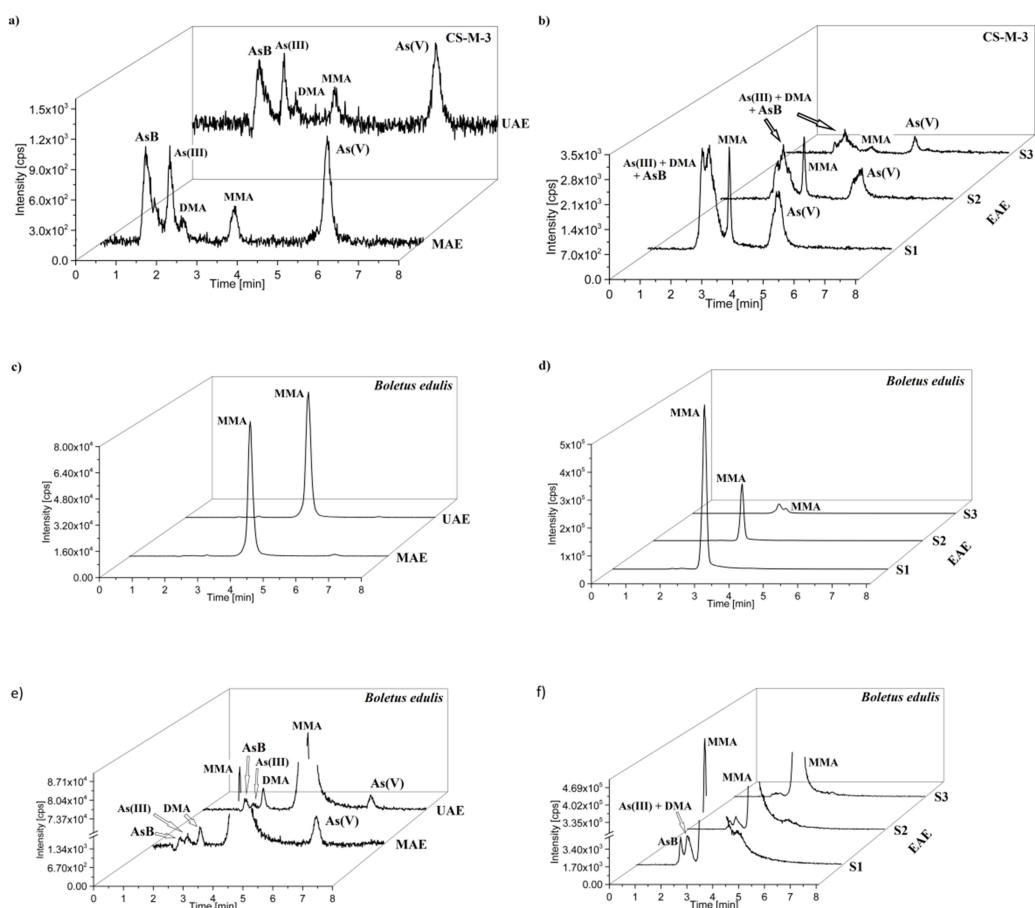 a)
CS-M-3
AsB
As(III)
DMA
MMA
As(V)
UAE
1.5x10³
1.2x10³
9.0x10²
6.0x10²
3.0x10²
0.0
Intensity [cps]
AsB
As(III)
DMA
MMA
As(V)
MAE
0 1 2 3 4 5 6 7 8
Time [min]
b)
CS-M-3
As(III) + DMA
+ AsB
MMA
As(V)
S3
3.5x10³
2.8x10³
2.1x10³
1.4x10³
7.0x10²
0.0
Intensity [cps]
As(III) + DMA
+ AsB
MMA
MMA
As(V)
S2
As(V)
S1
EAE
0 1 2 3 4 5 6 7 8
Time [min]
c)
Boletus edulis
MMA
MMA
8.00x10⁴
6.40x10⁴
4.80x10⁴
3.20x10⁴
1.60x10⁴
0.00
Intensity [cps]
UAE
MAE
0 1 2 3 4 5 6 7 8
Time [min]
d)
Boletus edulis
MMA
MMA
MMA
5x10⁵
4x10⁵
3x10⁵
2x10⁵
1x10⁵
0.00
Intensity [cps]
S3
S2
S1
EAE
0 1 2 3 4 5 6 7 8
Time [min]
e)
Boletus edulis
MMA
AsB
As(III)
MMA
DMA
As(V)
UAE
8.71x10⁴
8.04x10⁴
7.37x10⁴
1.34x10³
6.70x10²
0.00
Intensity [cps]
As(III)
DMA
AsB
As(V)
MAE
0 1 2 3 4 5 6 7 8
Time [min]
f)
Boletus edulis
MMA
MMA
MMA
4.69x10⁵
4.02x10⁵
3.35x10⁵
3.40x10³
1.70x10³
0.00
Intensity [cps]
As(III) + DMA
AsB
S3
S2
S1
EAE
0 1 2 3 4 5 6 7 8
Time [min]